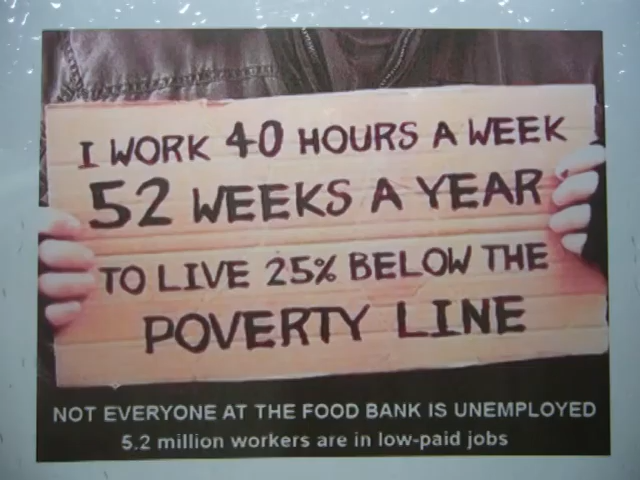 I WORK 40 HOURS A WEEK
52 WEEKS A YEAR
TO LIVE 25% BELOW THE
POVERTY LINE
NOT EVERYONE AT THE FOOD BANK IS UNEMPLOYED
5.2 million workers are in low-paid jobs